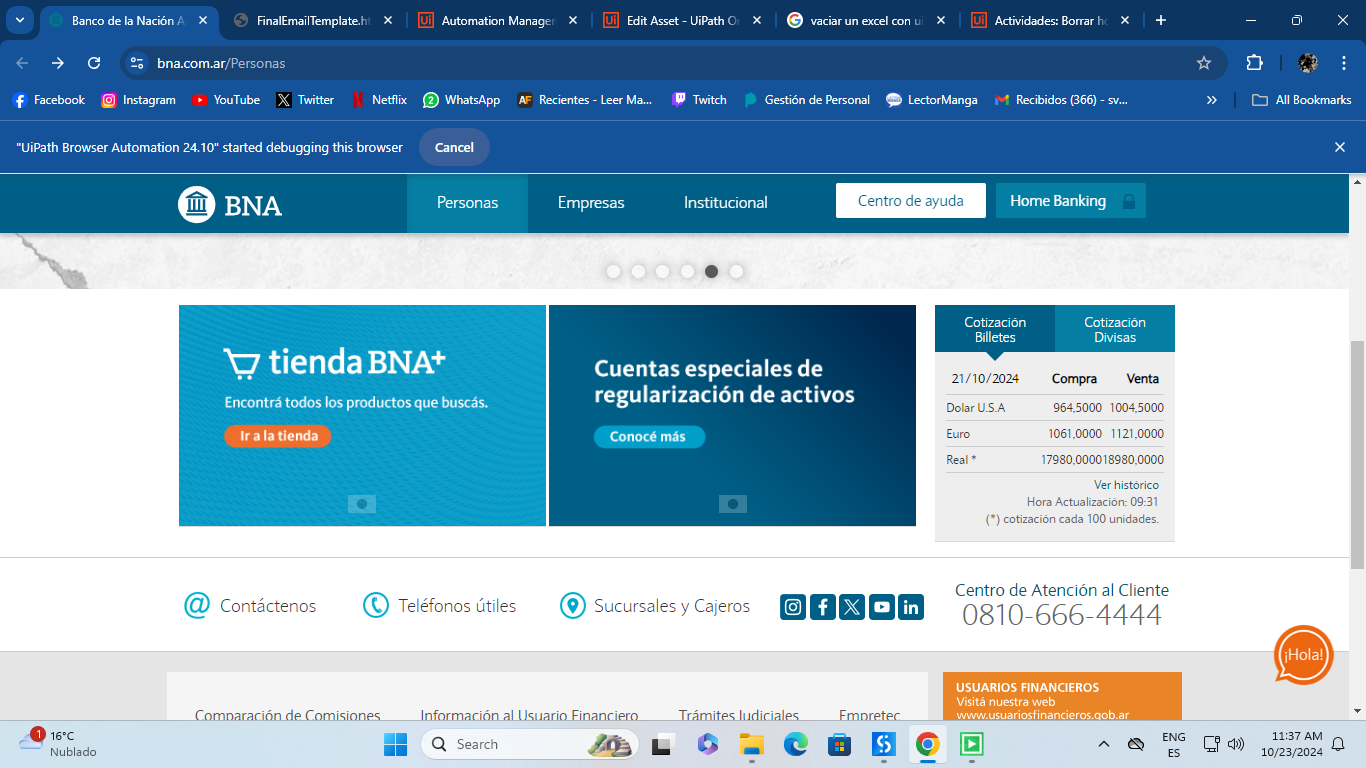 Banco de la Nación A
FinalEmailTemplate.ht
Automation Managem
Edit Asset - UiPath Or
vaciar un excel con ui
Actividades: Borrar ho
bna.com.ar/Personas
Facebook
Instagram
YouTube
Twitter
Netflix
WhatsApp
Recientes - Leer Ma...
Twitch
Gestión de Personal
LectorManga
Recibidos (366) - sv...
»
All Bookmarks
"UiPath Browser Automation 24.10" started debugging this browser
Cancel
BNA
Personas
Empresas
Institucional
Centro de ayuda
Home Banking
tienda BNA+
Encontrá todos los productos que buscás.
Ir a la tienda
Cuentas especiales de
regularización de activos
Conocé más
Cotización
Billetes
Cotización
Divisas
21/10/2024 Compra Venta
Dolar U.S.A 964,5000 1004,5000
Euro 1061,0000 1121,0000
Real * 17980,000018980,0000
Ver histórico
Hora Actualización: 09:31
(*) cotización cada 100 unidades.
Contáctenos
Teléfonos útiles
Sucursales y Cajeros
Centro de Atención al Cliente
0810-666-4444
¡Hola!
Comparación de Comisiones
Información al Usuario Financiero
Trámites Judiciales
Empretec
USUARIOS FINANCIEROS
Visitá nuestra web
www.usuariosfinancieros.gob.ar
1
16°C
Nublado
Search
ENG
ES
11:37 AM
10/23/2024